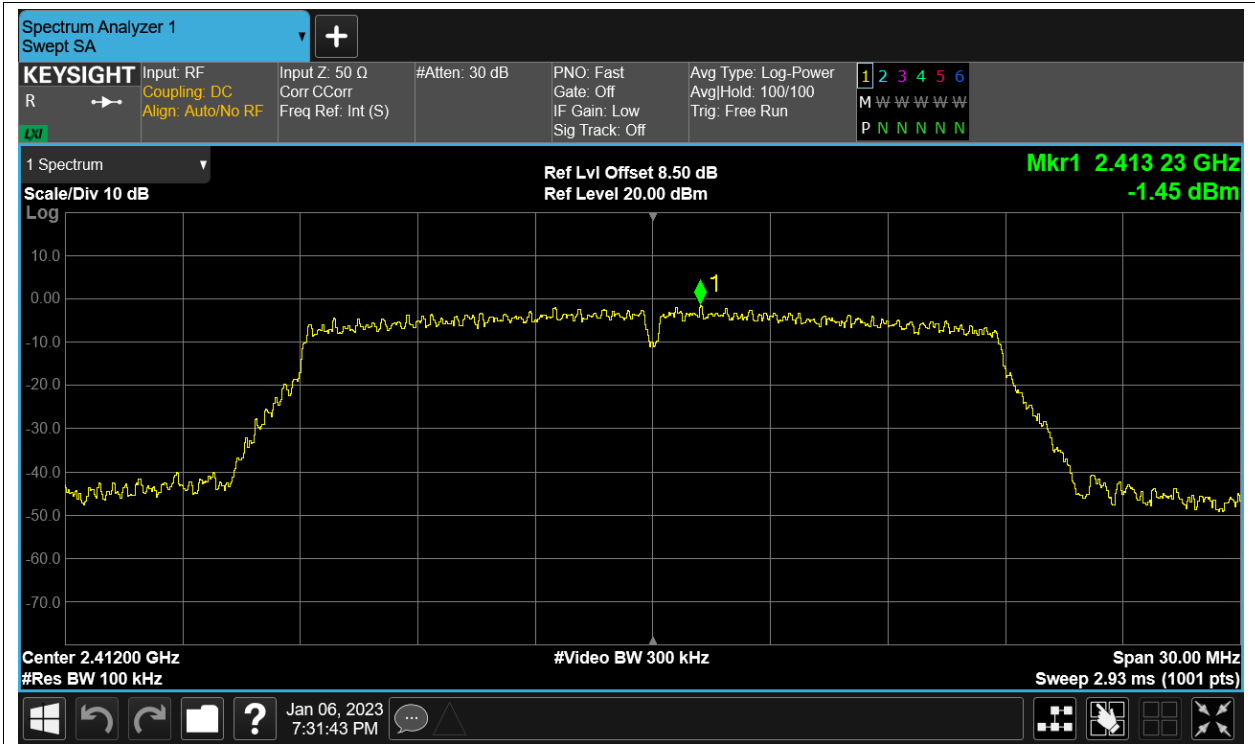 Spectrum Analyzer 1
Swept SA
+
KEYSIGHT
R
LXI
Input: RF
Coupling: DC
Align: Auto/No RF
Input Z: 50 Ω
Corr CCorr
Freq Ref: Int (S)
#Atten: 30 dB
PNO: Fast
Gate: Off
IF Gain: Low
Sig Track: Off
Avg Type: Log-Power
Avg|Hold: 100/100
Trig: Free Run
1 2 3 4 5 6
M W W W W W W
P N N N N N N
1 Spectrum
Scale/Div 10 dB
Log
Ref Lvl Offset 8.50 dB
Ref Level 20.00 dBm
Mkr1 2.413 23 GHz
-1.45 dBm
10.0
0.00
-10.0
-20.0
-30.0
-40.0
-50.0
-60.0
-70.0
1
Center 2.41200 GHz
#Res BW 100 kHz
#Video BW 300 kHz
Span 30.00 MHz
Sweep 2.93 ms (1001 pts)
?
Jan 06, 2023
7:31:43 PM